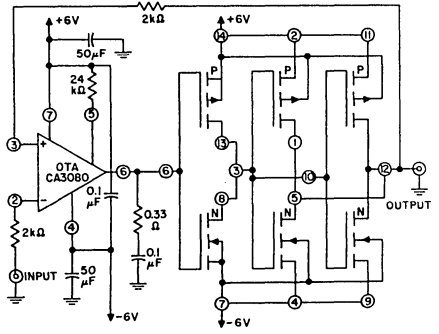 2kΩ
+6V
+6V
50μF
14
2
11
24
kΩ
P
P
P
7
5
3
+
OTA
CA3080
6
6
13
3
1
10
12
8
5
OUTPUT
2
−
0.1
μF
0.33
Ω
N
N
N
4
2kΩ
0.1
μF
INPUT
50
μF
7
4
9
−6V
−6V